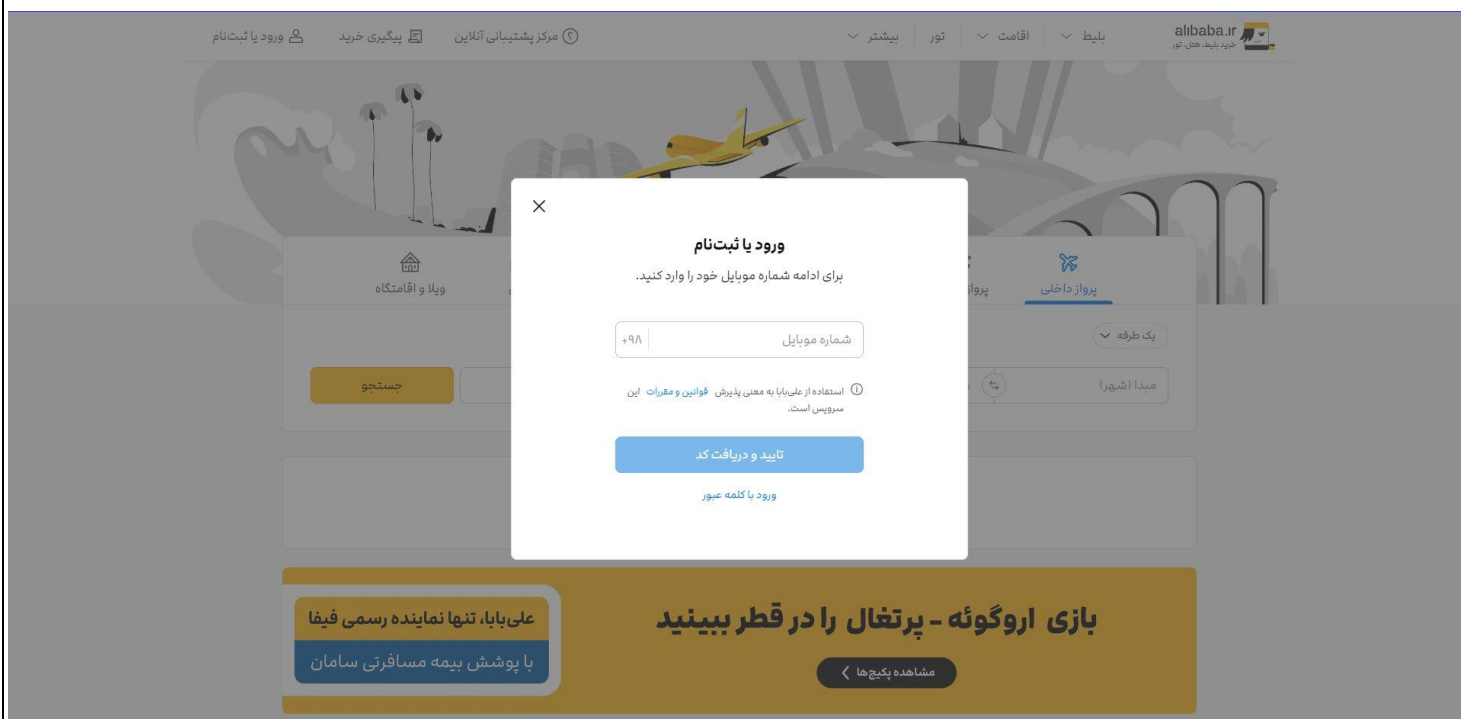 alibaba.ir
خرید بلیط، هتل، تور
بلیط
اقامت
تور
بیشتر
مرکز پشتیبانی آنلاین
پیگیری خرید
ورود یا ثبت‌نام
ورود یا ثبت‌نام
برای ادامه شماره موبایل خود را وارد کنید.
شماره موبایل
+۹۸
استفاده از علی‌بابا به معنی پذیرش قوانین و مقررات این
سرویس است.
تایید و دریافت کد
ورود با کلمه عبور
پرواز داخلی
پرواز
ویلا و اقامتگاه
یک طرفه
مبدا (شهر)
جستجو
بازی اروگوئه - پرتغال را در قطر ببینید
مشاهده پکیج‌ها
علی‌بابا، تنها نماینده رسمی فیفا
با پوشش بیمه مسافرتی سامان